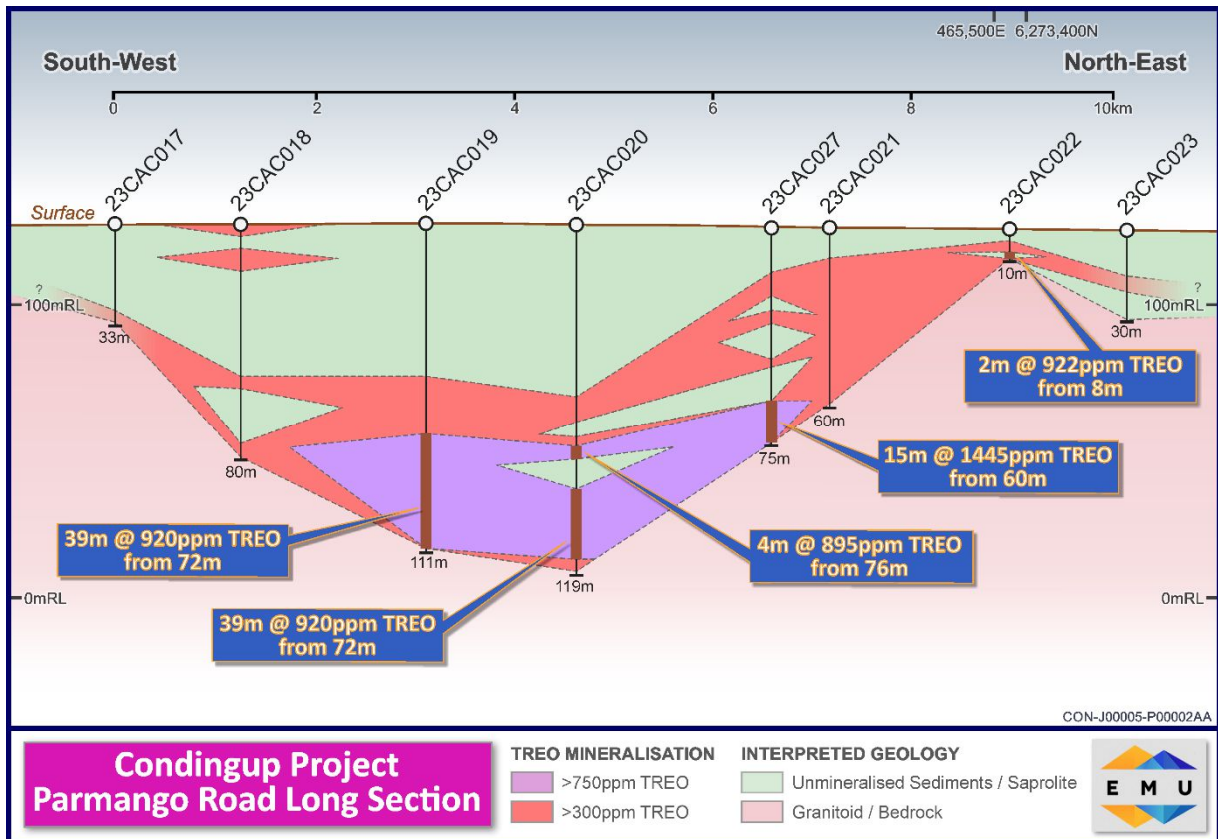 465,500E 6,273,400N
South-West
North-East
0 2 4 6 8 10km
23CAC017
23CAC018
23CAC019
23CAC020
23CAC027
23CAC021
23CAC022
23CAC023
Surface
?
?
100mRL
100mRL
10m
33m
30m
2m @ 922ppm TREO
from 8m
60m
75m
80m
15m @ 1445ppm TREO
from 60m
39m @ 920ppm TREO
from 72m
4m @ 895ppm TREO
from 76m
111m
119m
0mRL
0mRL
39m @ 920ppm TREO
from 72m
CON-J00005-P00002AA
Condingup Project
Parmango Road Long Section
TREO MINERALISATION
>750ppm TREO
>300ppm TREO
INTERPRETED GEOLOGY
Unmineralised Sediments / Saprolite
Granitoid / Bedrock
E M U